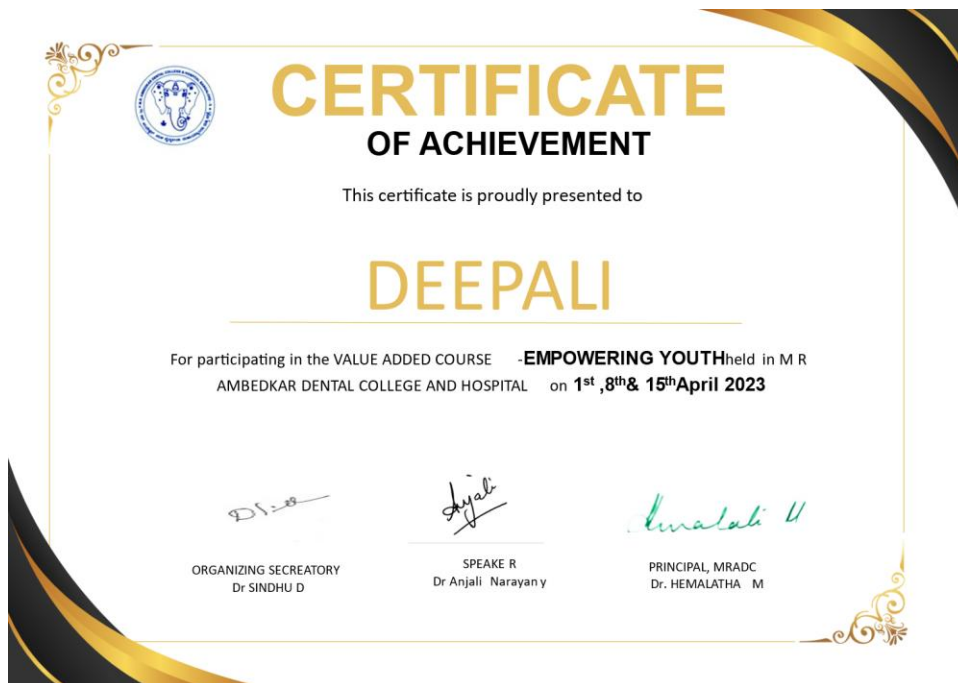 CERTIFICATE
OF ACHIEVEMENT
This certificate is proudly presented to
DEEPALI
For participating in the VALUE ADDED COURSE -EMPOWERING YOUTHheld in M R
AMBEDKAR DENTAL COLLEGE AND HOSPITAL on 1st ,8th& 15thApril 2023
Anjali
ORGANIZING SECREATORY
Dr SINDHU D
SPEAKE R
Dr Anjali Narayan y
PRINCIPAL, MRADC
Dr. HEMALATHA M